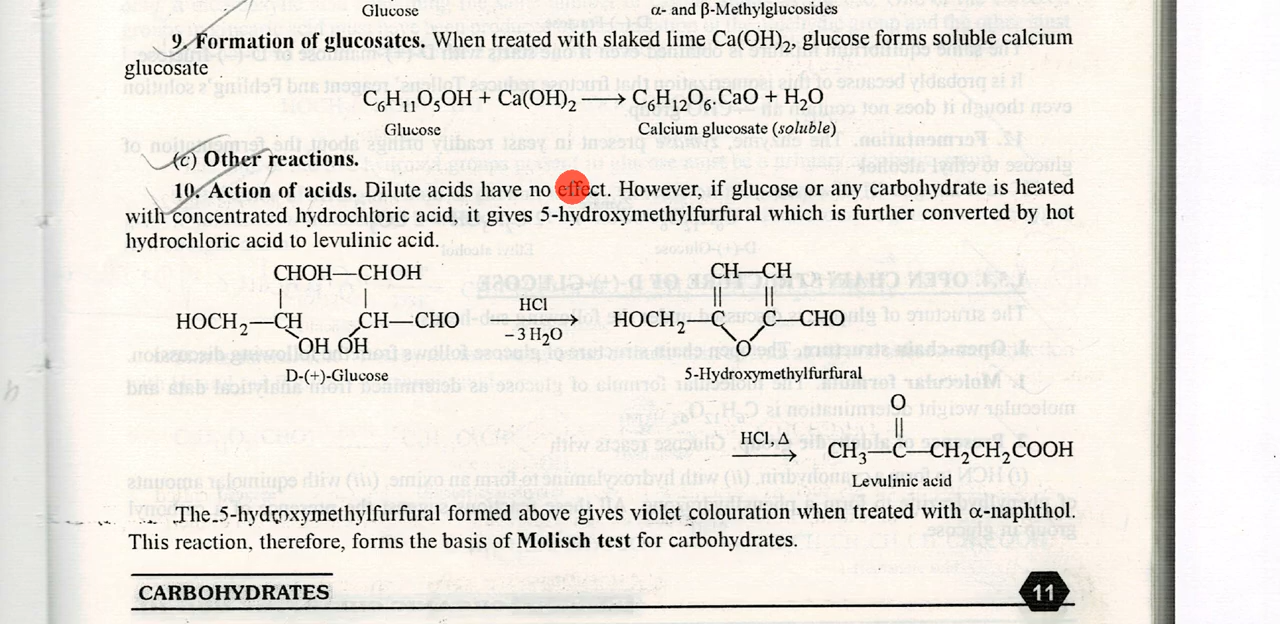 Glucose α- and β-Methylglucosides
9. Formation of glucosates. When treated with slaked lime Ca(OH)₂, glucose forms soluble calcium
glucosate
C₆H₁₁O₅OH + Ca(OH)₂ ⟶ C₆H₁₂O₆.CaO + H₂O
Glucose Calcium glucosate (soluble)
(c) Other reactions.
10. Action of acids. Dilute acids have no effect. However, if glucose or any carbohydrate is heated
with concentrated hydrochloric acid, it gives 5-hydroxymethylfurfural which is further converted by hot
hydrochloric acid to levulinic acid.
CHOH—CHOH CH—CH
HOCH₂—CH CH—CHO HCl ⟶ −3 H₂O HOCH₂—C C—CHO
OH OH O
D-(+)-Glucose 5-Hydroxymethylfurfural
O
HCl, Δ ⟶ CH₃—C—CH₂CH₂COOH
Levulinic acid
The 5-hydroxymethylfurfural formed above gives violet colouration when treated with α-naphthol.
This reaction, therefore, forms the basis of Molisch test for carbohydrates.
CARBOHYDRATES 11